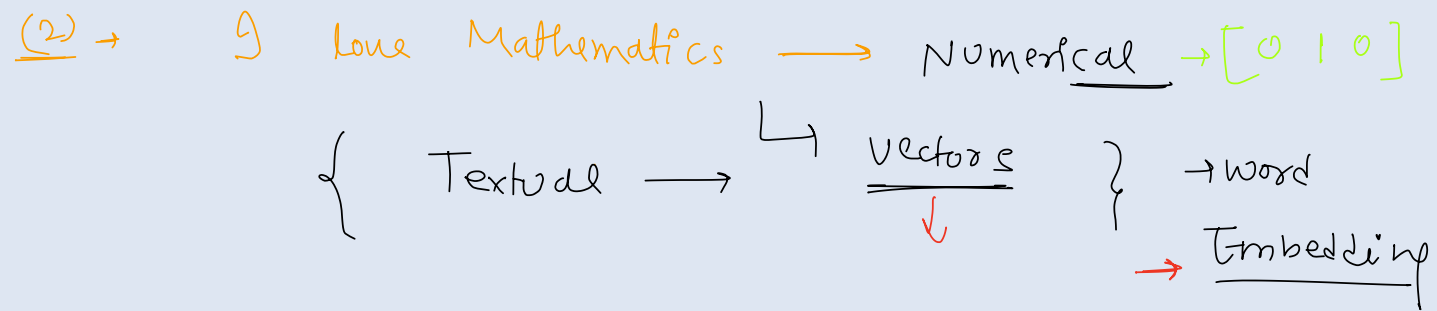 (2) → I love Mathematics → Numerical → [0 1 0]
{ Textual → vectors } → word
→ Embedding